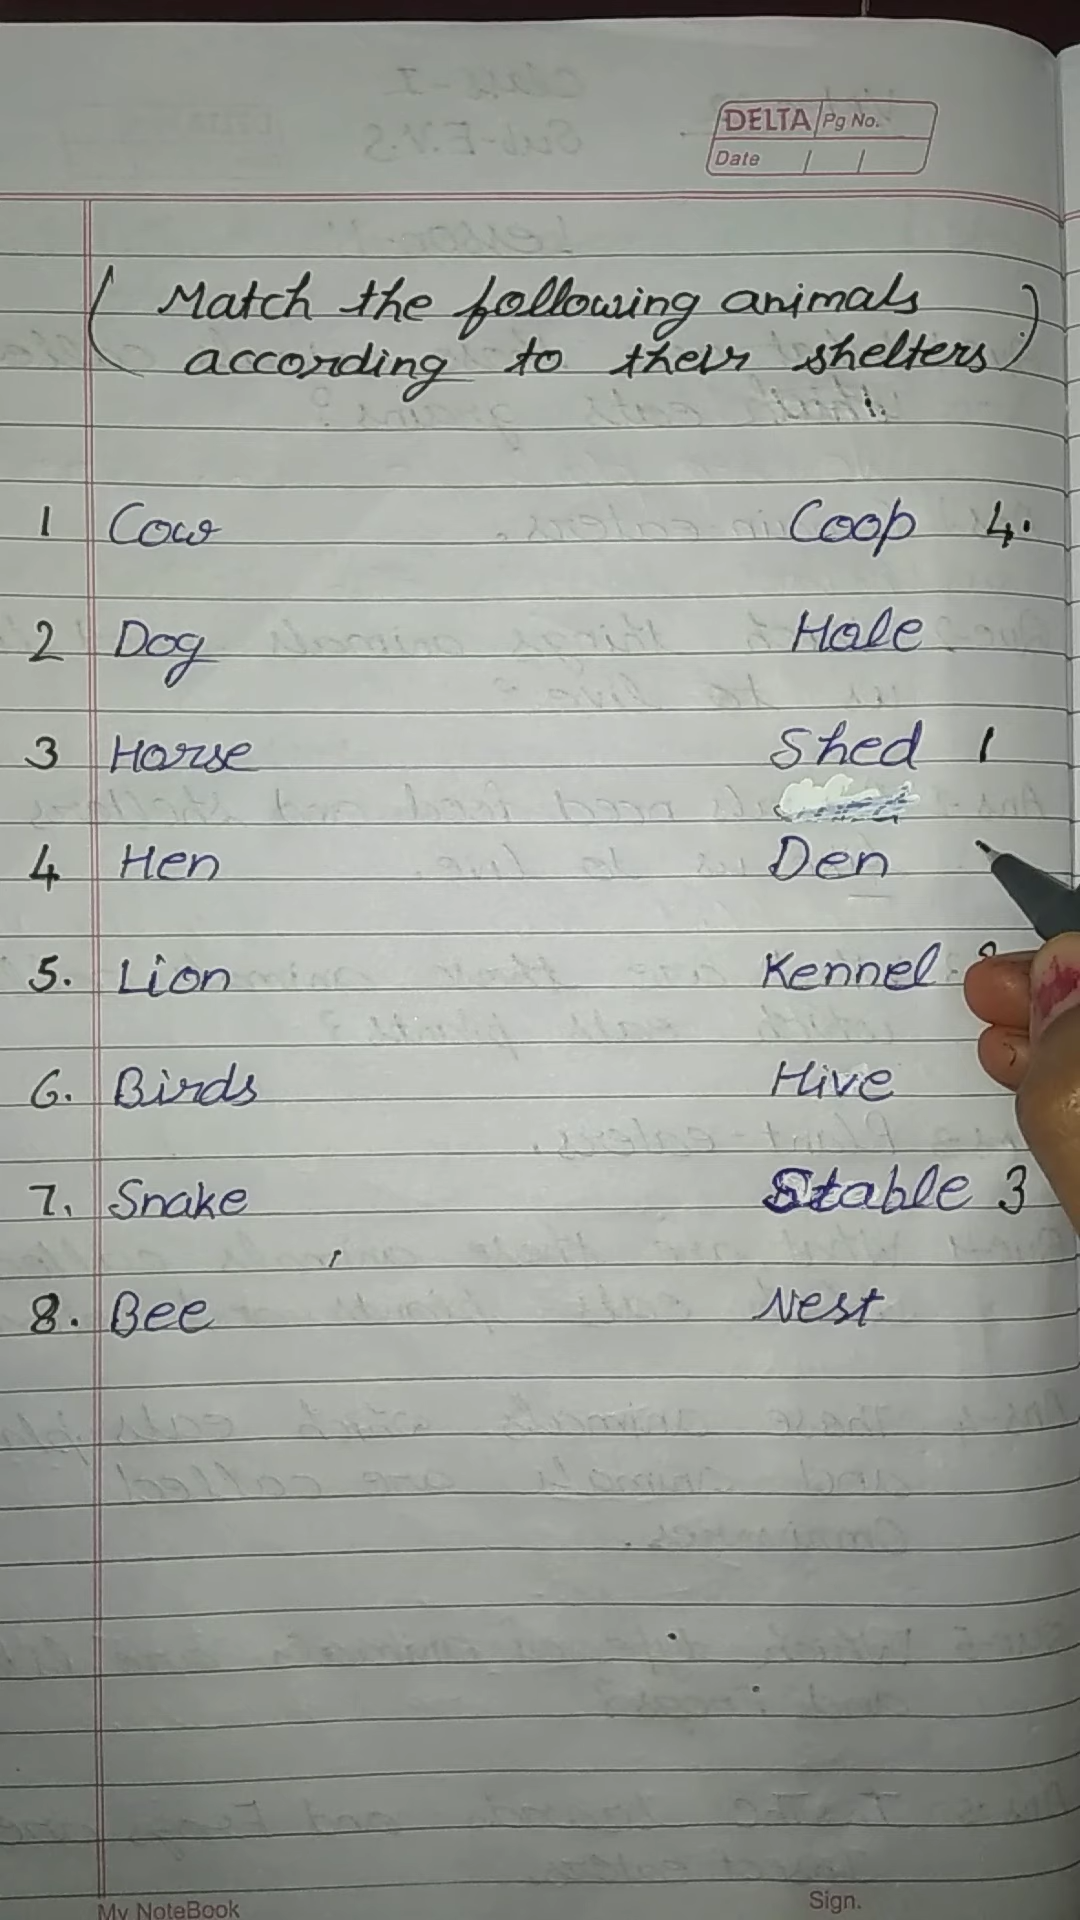 DELTA Pg No.
Date / /
(Match the following animals
according to their shelters)
1 Cow Coop 4.
2 Dog Hole
3 Horse Shed 1
4 Hen Den
5. Lion Kennel
6. Birds Hive
7. Snake Stable 3
8. Bee Nest
My NoteBook Sign.